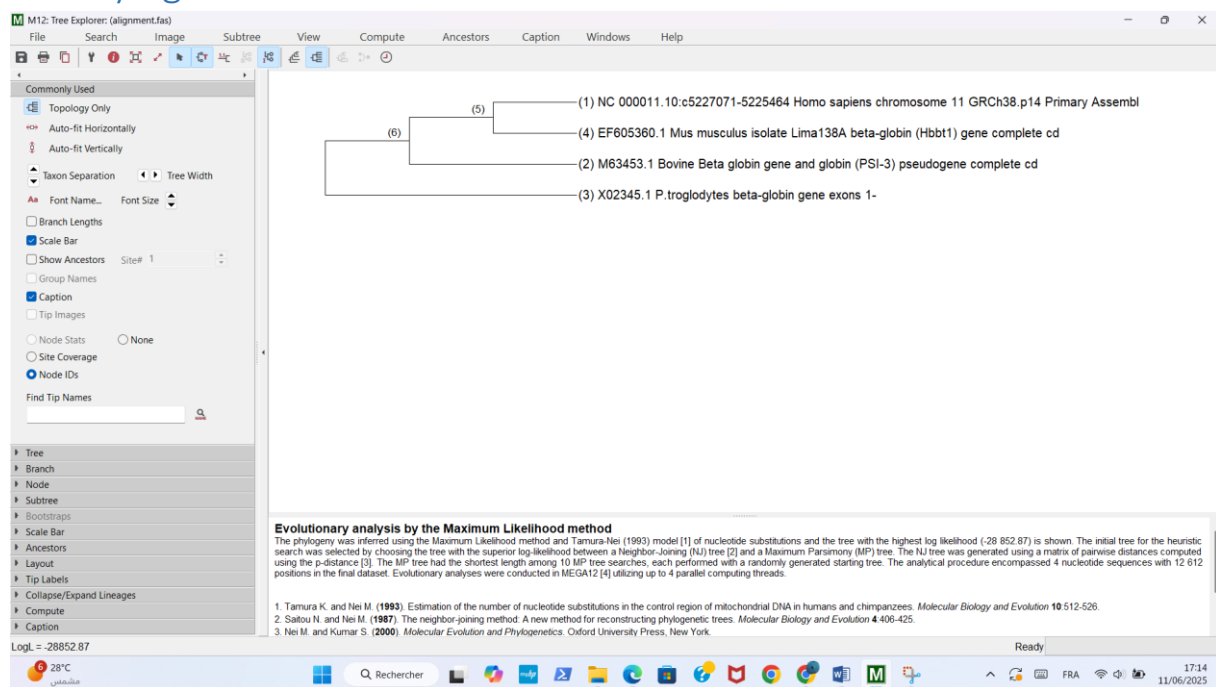 M12: Tree Explorer: (alignment.fas)
File Search Image Subtree View Compute Ancestors Caption Windows Help
Commonly Used
Topology Only
Auto-fit Horizontally
Auto-fit Vertically
Taxon Separation Tree Width
Aa Font Name... Font Size
Branch Lengths
Scale Bar
Show Ancestors Site# 1
Group Names
Caption
Tip Images
Node Stats None
Site Coverage
Node IDs
Find Tip Names
Tree
Branch
Node
Subtree
Bootstraps
Scale Bar
Ancestors
Layout
Tip Labels
Collapse/Expand Lineages
Compute
Caption
(5)
(6)
(1) NC 000011.10:c5227071-5225464 Homo sapiens chromosome 11 GRCh38.p14 Primary Assembl
(4) EF605360.1 Mus musculus isolate Lima138A beta-globin (Hbbt1) gene complete cd
(2) M63453.1 Bovine Beta globin gene and globin (PSI-3) pseudogene complete cd
(3) X02345.1 P.troglodytes beta-globin gene exons 1-
Evolutionary analysis by the Maximum Likelihood method
The phylogeny was inferred using the Maximum Likelihood method and Tamura-Nei (1993) model [1] of nucleotide substitutions and the tree with the highest log likelihood (-28 852.87) is shown. The initial tree for the heuristic
search was selected by choosing the tree with the superior log-likelihood between a Neighbor-Joining (NJ) tree [2] and a Maximum Parsimony (MP) tree. The NJ tree was generated using a matrix of pairwise distances computed
using the p-distance [3]. The MP tree had the shortest length among 10 MP tree searches, each performed with a randomly generated starting tree. The analytical procedure encompassed 4 nucleotide sequences with 12 612
positions in the final dataset. Evolutionary analyses were conducted in MEGA12 [4] utilizing up to 4 parallel computing threads.
1. Tamura K. and Nei M. (1993). Estimation of the number of nucleotide substitutions in the control region of mitochondrial DNA in humans and chimpanzees. Molecular Biology and Evolution 10:512-526.
2. Saitou N. and Nei M. (1987). The neighbor-joining method: A new method for reconstructing phylogenetic trees. Molecular Biology and Evolution 4:406-425.
3. Nei M. and Kumar S. (2000). Molecular Evolution and Phylogenetics. Oxford University Press, New York.
LogL = -28852.87 Ready
6 28°C
مشمس
Rechercher
FRA
17:14
11/06/2025